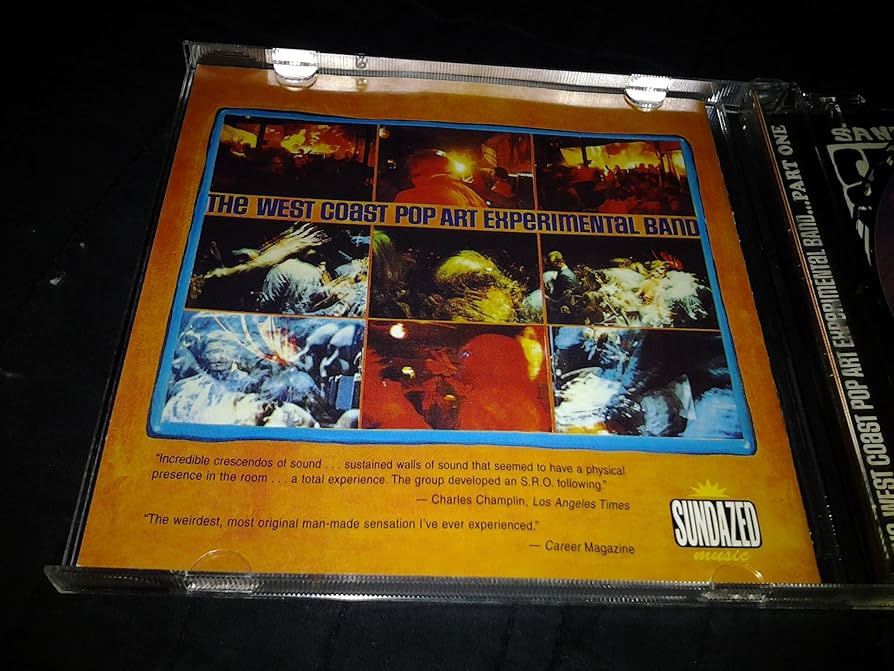 THE WEST COAST POP ART EXPERIMENTAL BAND
"Incredible crescendos of sound . . . sustained walls of sound that seemed to have a physical
presence in the room . . . a total experience. The group developed an S.R.O. following."
— Charles Champlin, Los Angeles Times
"The weirdest, most original man-made sensation I've ever experienced."
— Career Magazine
SUNDAZED
music
WEST COAST POP ART EXPERIMENTAL BAND...PART ONE